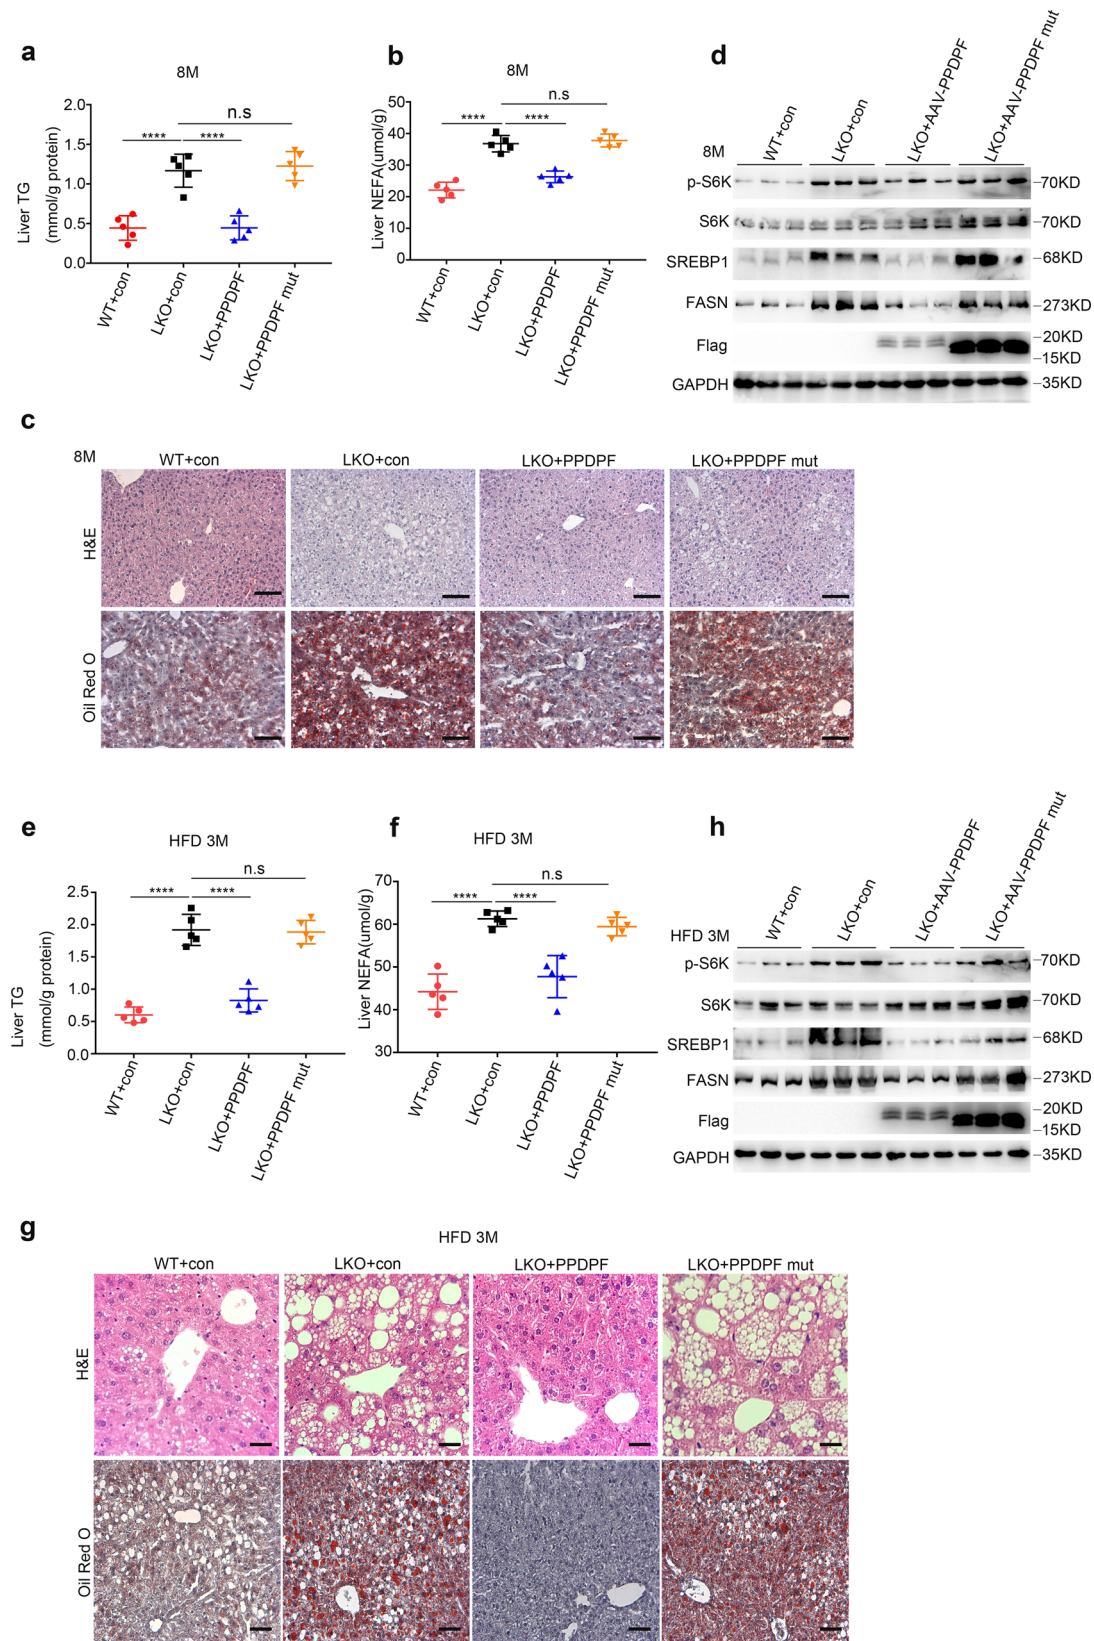 a
8M
Liver TG
(mmol/g protein)
2.0
1.5
1.0
0.5
0.0
n.s
**** ****
WT+con
LKO+con
LKO+PPDPF
LKO+PPDPF mut
b
8M
Liver NEFA(umol/g)
50
40
30
20
10
0
n.s
**** ****
WT+con
LKO+con
LKO+PPDPF
LKO+PPDPF mut
d
8M
WT+con
LKO+con
LKO+AAV-PPDPF
LKO+AAV-PPDPF mut
p-S6K –70KD
S6K –70KD
SREBP1 –68KD
FASN –273KD
Flag –20KD
–15KD
GAPDH –35KD
c
8M
WT+con LKO+con LKO+PPDPF LKO+PPDPF mut
H&E
Oil Red O
e
HFD 3M
Liver TG
(mmol/g protein)
2.5
2.0
1.5
1.0
0.5
0.0
n.s
**** ****
WT+con
LKO+con
LKO+PPDPF
LKO+PPDPF mut
f
HFD 3M
Liver NEFA(umol/g)
70
60
50
40
30
n.s
**** ****
WT+con
LKO+con
LKO+PPDPF
LKO+PPDPF mut
h
HFD 3M
WT+con
LKO+con
LKO+AAV-PPDPF
LKO+AAV-PPDPF mut
p-S6K –70KD
S6K –70KD
SREBP1 –68KD
FASN –273KD
Flag –20KD
–15KD
GAPDH –35KD
g
HFD 3M
WT+con LKO+con LKO+PPDPF LKO+PPDPF mut
H&E
Oil Red O